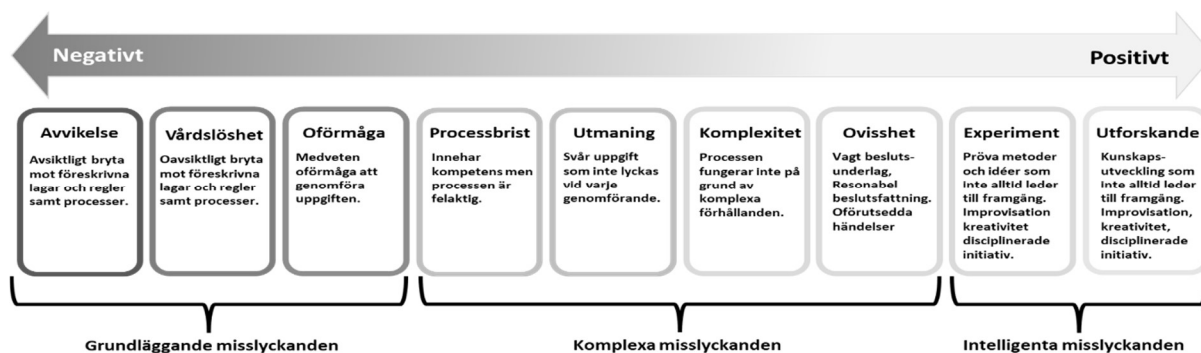 Negativt
Positivt
Avvikelse
Avsiktligt bryta
mot föreskrivna
lagar och regler
samt processer.
Vårdslöshet
Oavsiktligt bryta
mot föreskrivna
lagar och regler
samt processer.
Oförmåga
Medveten
oförmåga att
genomföra
uppgiften.
Processbrist
Innehar
kompetens men
processen är
felaktig.
Utmaning
Svår uppgift
som inte lyckas
vid varje
genomförande.
Komplexitet
Processen
fungerar inte på
grund av
komplexa
förhållanden.
Ovisshet
Vagt besluts-
underlag,
Resonabel
beslutsfattning.
Oförutsedda
händelser
Experiment
Pröva metoder
och idéer som
inte alltid leder
till framgång.
Improvisation
kreativitet
disciplinerade
initiativ.
Utforskande
Kunskaps-
utveckling som
inte alltid leder
till framgång.
Improvisation,
kreativitet,
disciplinerade
initiativ.
Grundläggande misslyckanden
Komplexa misslyckanden
Intelligenta misslyckanden